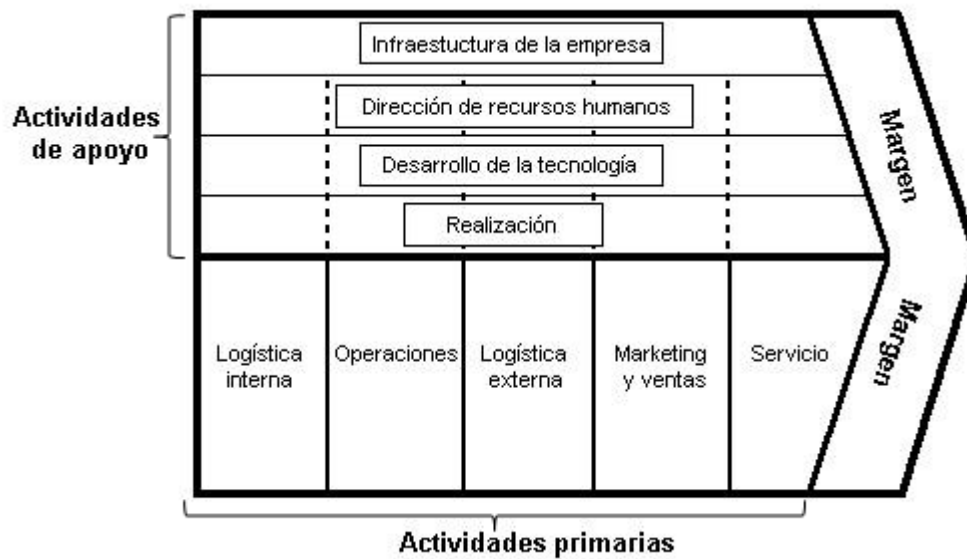 Infraestuctura de la empresa
Dirección de recursos humanos
Desarrollo de la tecnología
Realización
Actividades
de apoyo
Margen
Margen
Logística
interna
Operaciones
Logística
externa
Marketing
y ventas
Servicio
Actividades primarias